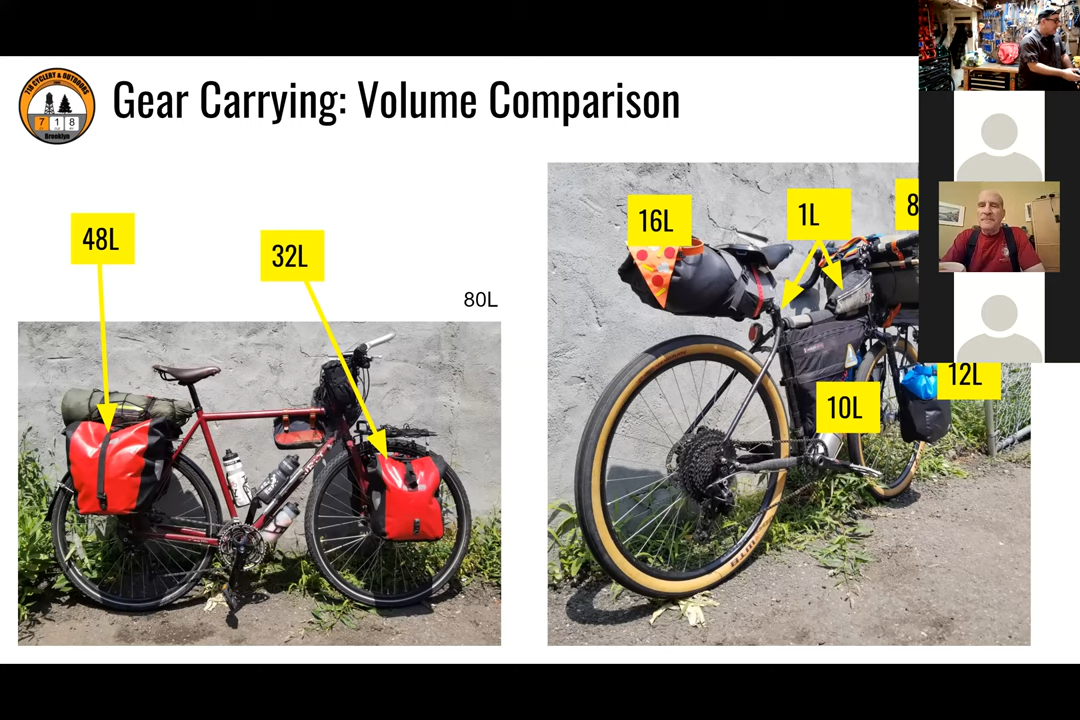 718 CYCLERY & OUTDOORS
7 1 8
Brooklyn
Gear Carrying: Volume Comparison
48L
32L
80L
16L
1L
8
10L
12L